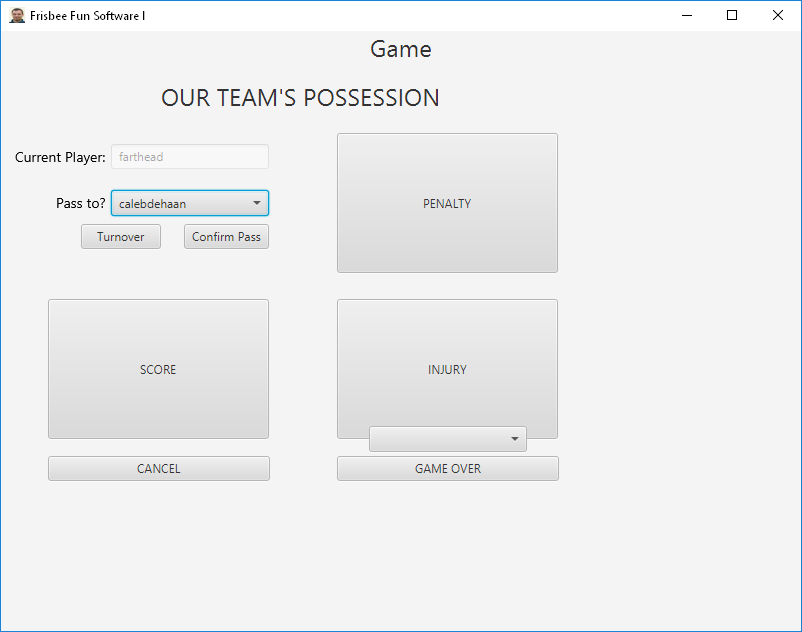 Frisbee Fun Software I
Game
OUR TEAM'S POSSESSION
Current Player: farthead
Pass to? calebdehaan
Turnover Confirm Pass
PENALTY
SCORE
INJURY
CANCEL
GAME OVER